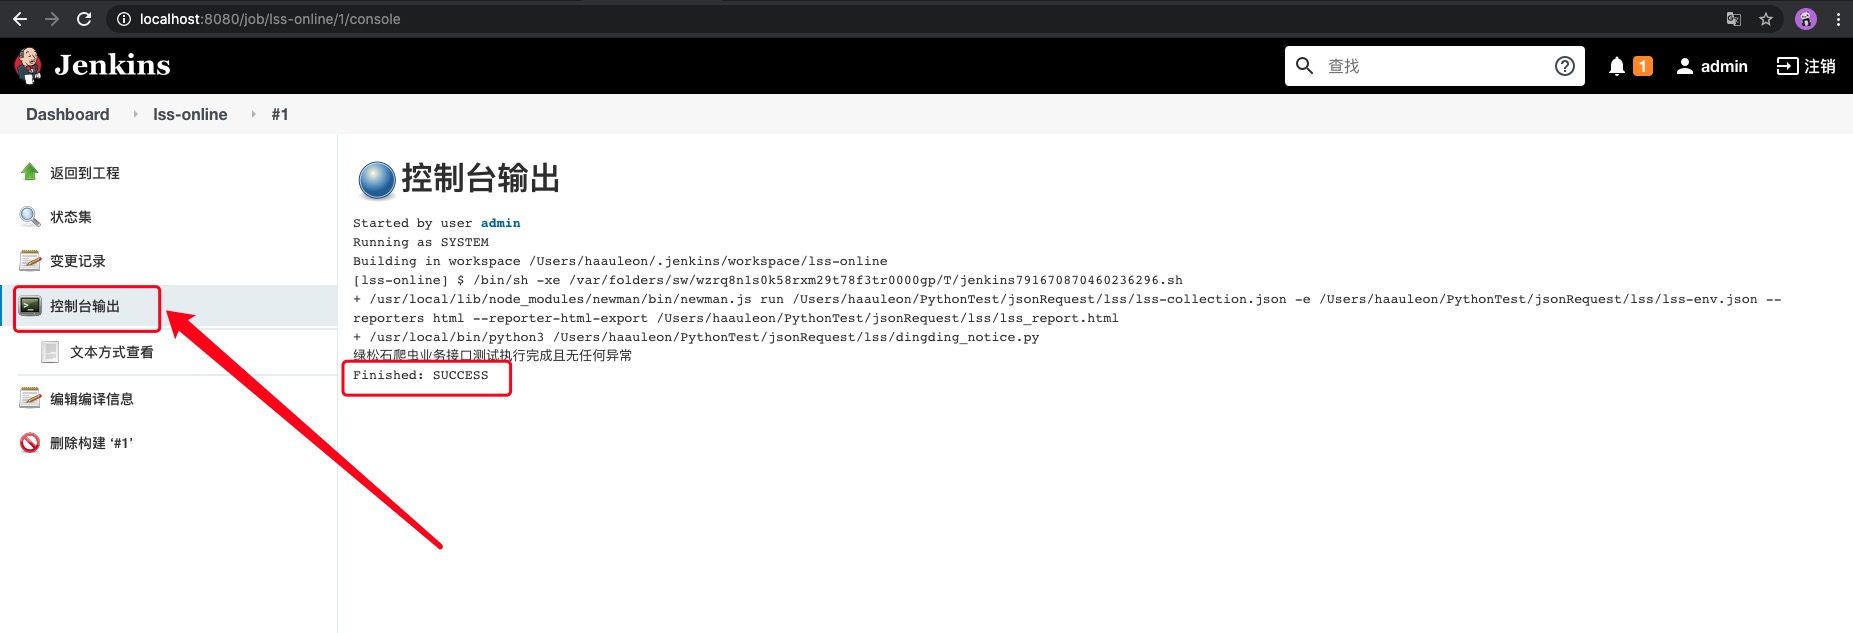 localhost:8080/job/lss-online/1/console
Jenkins
查找
1
admin
注销
Dashboard
lss-online
#1
返回到工程
状态集
变更记录
控制台输出
文本方式查看
编辑编译信息
删除构建 ‘#1’
控制台输出
Started by user admin
Running as SYSTEM
Building in workspace /Users/haauleon/.jenkins/workspace/lss-online
[lss-online] $ /bin/sh -xe /var/folders/sw/wzrq8n1s0k58rxm29t78f3tr0000gp/T/jenkins791670870460236296.sh
+ /usr/local/lib/node_modules/newman/bin/newman.js run /Users/haauleon/PythonTest/jsonRequest/lss/lss-collection.json -e /Users/haauleon/PythonTest/jsonRequest/lss/lss-env.json --
reporters html --reporter-html-export /Users/haauleon/PythonTest/jsonRequest/lss/lss_report.html
+ /usr/local/bin/python3 /Users/haauleon/PythonTest/jsonRequest/lss/dingding_notice.py
绿松石爬虫业务接口测试执行完成且无任何异常
Finished: SUCCESS